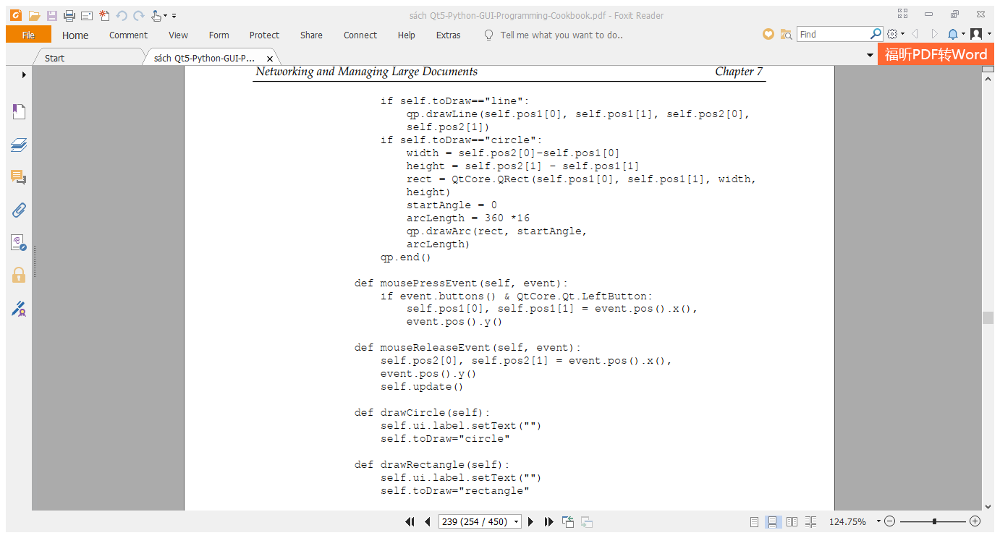 sách Qt5-Python-GUI-Programming-Cookbook.pdf - Foxit Reader
File Home Comment View Form Protect Share Connect Help Extras Tell me what you want to do.. Find
Start sách Qt5-Python-GUI-P... 福昕PDF转Word
Networking and Managing Large Documents Chapter 7
if self.toDraw=="line":
qp.drawLine(self.pos1[0], self.pos1[1], self.pos2[0],
self.pos2[1])
if self.toDraw=="circle":
width = self.pos2[0]-self.pos1[0]
height = self.pos2[1] - self.pos1[1]
rect = QtCore.QRect(self.pos1[0], self.pos1[1], width,
height)
startAngle = 0
arcLength = 360 *16
qp.drawArc(rect, startAngle,
arcLength)
qp.end()
def mousePressEvent(self, event):
if event.buttons() & QtCore.Qt.LeftButton:
self.pos1[0], self.pos1[1] = event.pos().x(),
event.pos().y()
def mouseReleaseEvent(self, event):
self.pos2[0], self.pos2[1] = event.pos().x(),
event.pos().y()
self.update()
def drawCircle(self):
self.ui.label.setText("")
self.toDraw="circle"
def drawRectangle(self):
self.ui.label.setText("")
self.toDraw="rectangle"
239 (254 / 450) 124.75%